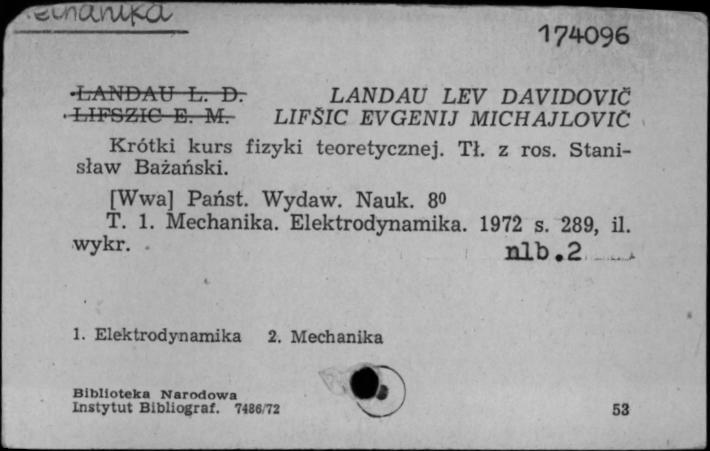 Mechanika
174096
LANDAU L. D. LANDAU LEV DAVIDOVIČ
LIFSZIC E. M. LIFŠIC EVGENIJ MICHAJLOVIČ
Krótki kurs fizyki teoretycznej. Tł. z ros. Stani-
sław Bażański.
[Wwa] Państ. Wydaw. Nauk. 8⁰
T. 1. Mechanika. Elektrodynamika. 1972 s. 289, il.
wykr.
nlb.2
1. Elektrodynamika 2. Mechanika
Biblioteka Narodowa
Instytut Bibliograf. 7486/72 53